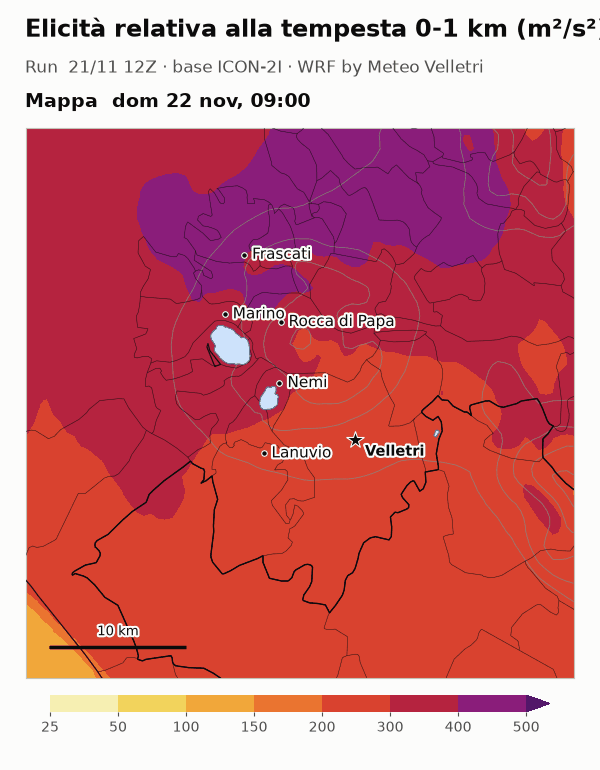 Elicità relativa alla tempesta 0-1 km (m²/s²)
Run 21/11 12Z · base ICON-2I · WRF by Meteo Velletri
Mappa dom 22 nov, 09:00
Frascati
Marino
Rocca di Papa
Nemi
Velletri
Lanuvio
10 km
25 50 100 150 200 300 400 500